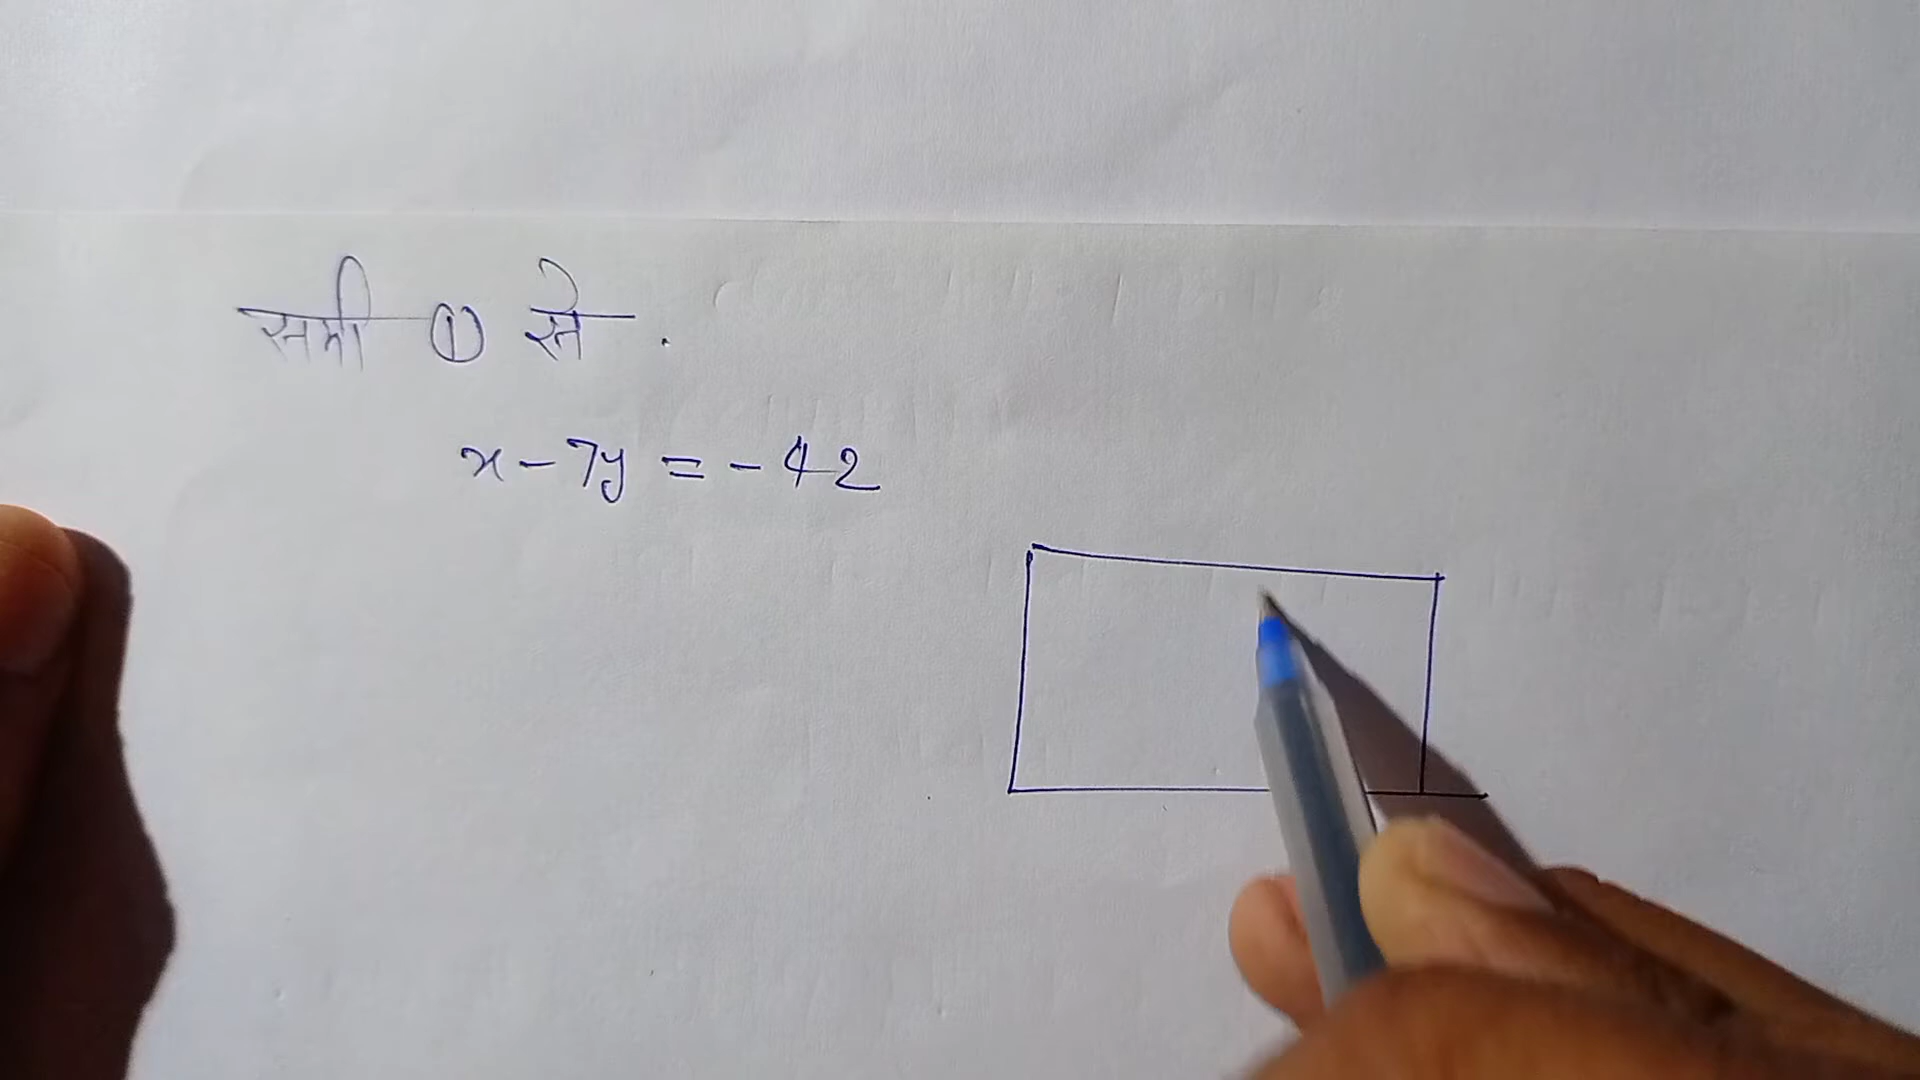 समी ① से .
x - 7y = - 42